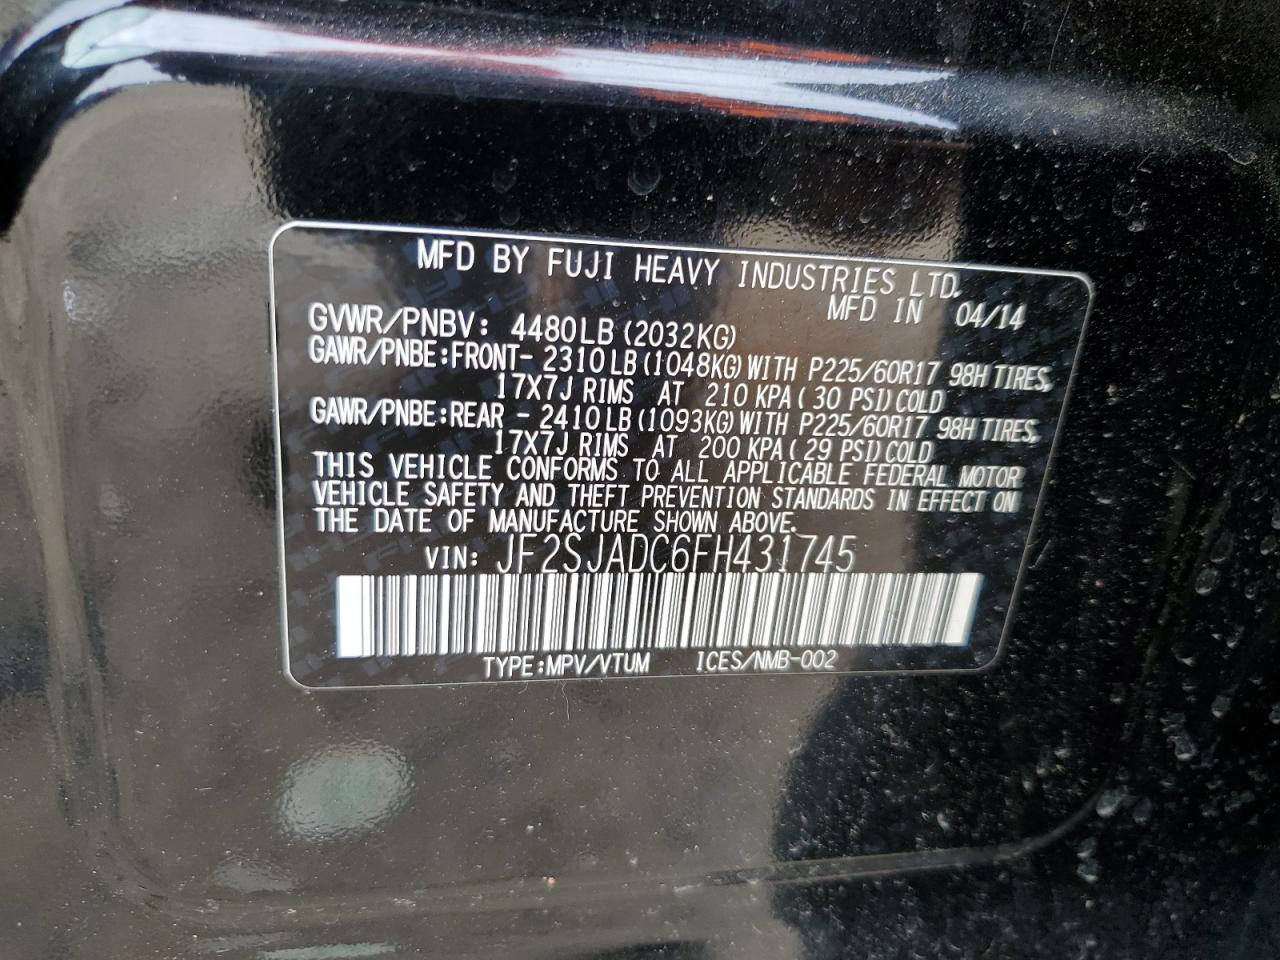 MFD BY FUJI HEAVY INDUSTRIES LTD.
MFD IN 04/14
GVWR/PNBV: 4480LB (2032KG)
GAWR/PNBE:FRONT- 2310LB (1048KG) WITH P225/60R17 98H TIRES,
17X7J RIMS AT 210 KPA( 30 PSI) COLD
GAWR/PNBE:REAR - 2410LB (1093KG) WITH P225/60R17 98H TIRES,
17X7J RIMS AT 200 KPA( 29 PSI) COLD
THIS VEHICLE CONFORMS TO ALL APPLICABLE FEDERAL MOTOR
VEHICLE SAFETY AND THEFT PREVENTION STANDARDS IN EFFECT ON
THE DATE OF MANUFACTURE SHOWN ABOVE.
VIN: JF2SJADC6FH431745
TYPE:MPV/VTUM ICES/NMB-002